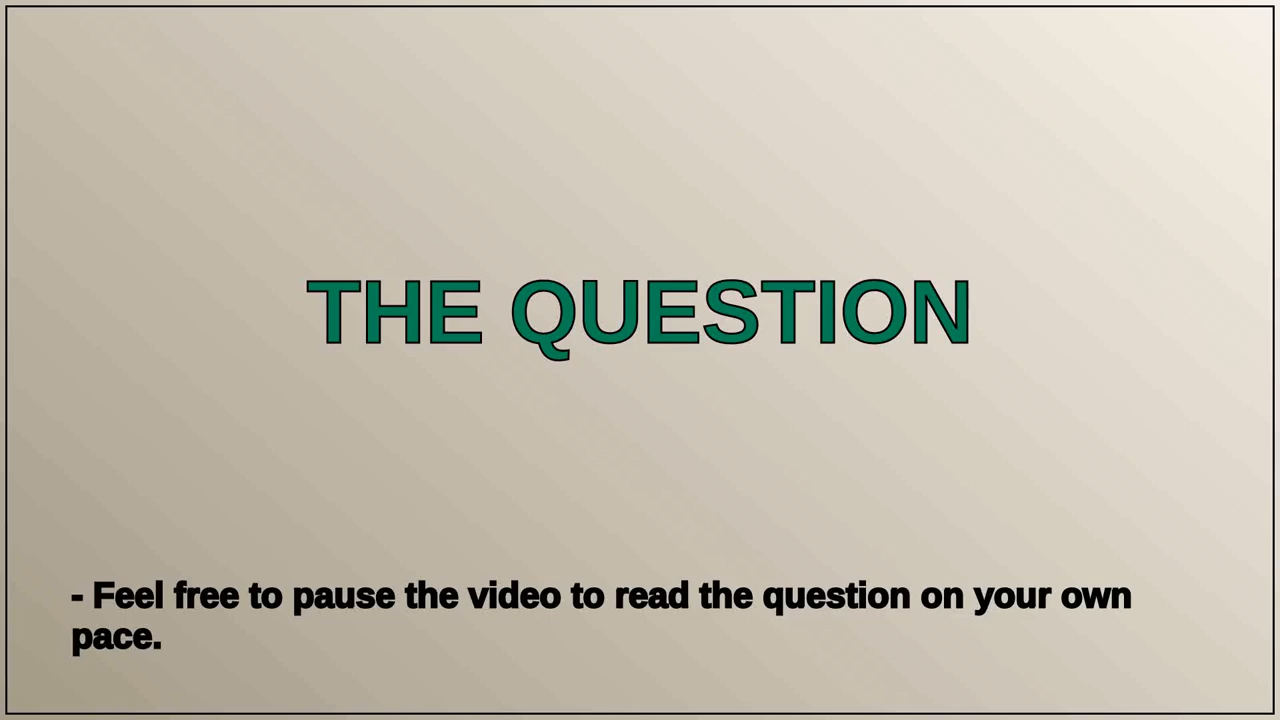 THE QUESTION
- Feel free to pause the video to read the question on your own
pace.